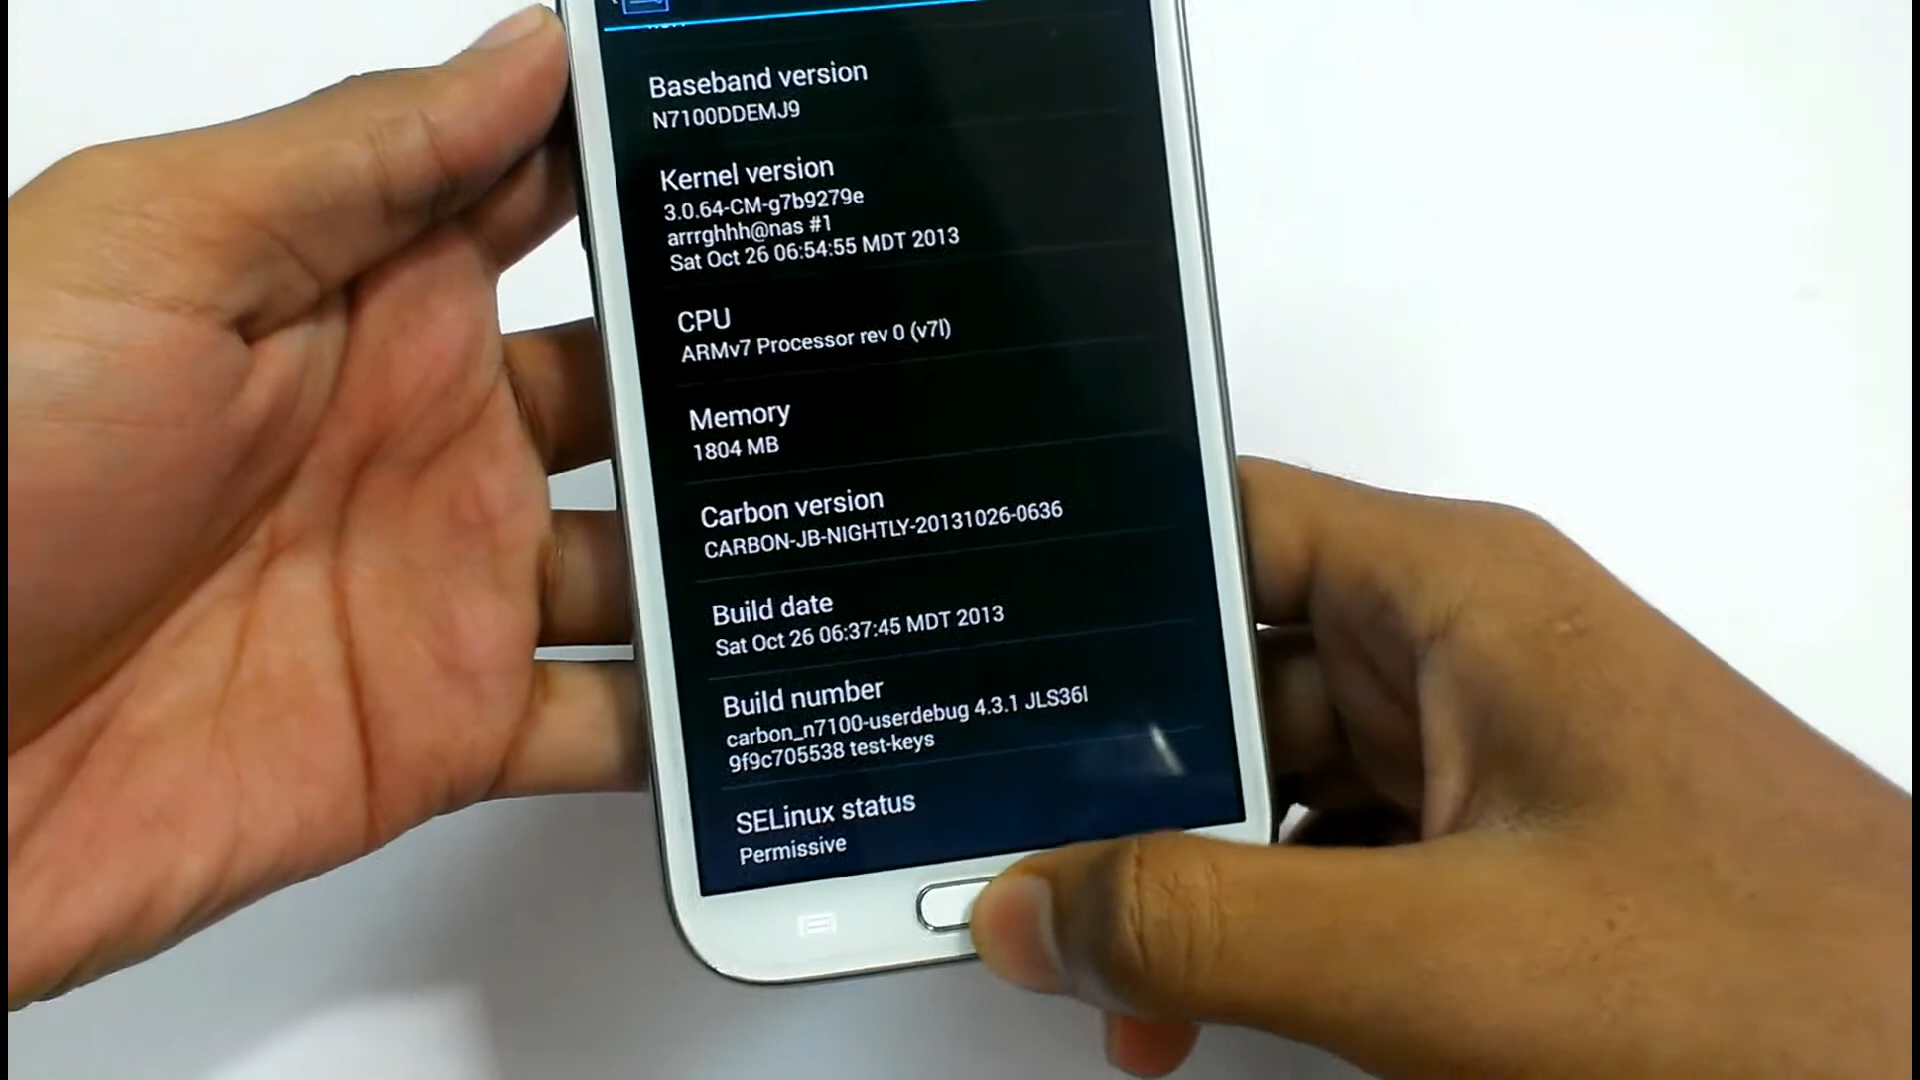 Baseband version
N7100DDEMJ9
Kernel version
3.0.64-CM-g7b9279e
arrrghhh@nas #1
Sat Oct 26 06:54:55 MDT 2013
CPU
ARMv7 Processor rev 0 (v7l)
Memory
1804 MB
Carbon version
CARBON-JB-NIGHTLY-20131026-0636
Build date
Sat Oct 26 06:37:45 MDT 2013
Build number
carbon_n7100-userdebug 4.3.1 JLS36I
9f9c705538 test-keys
SELinux status
Permissive